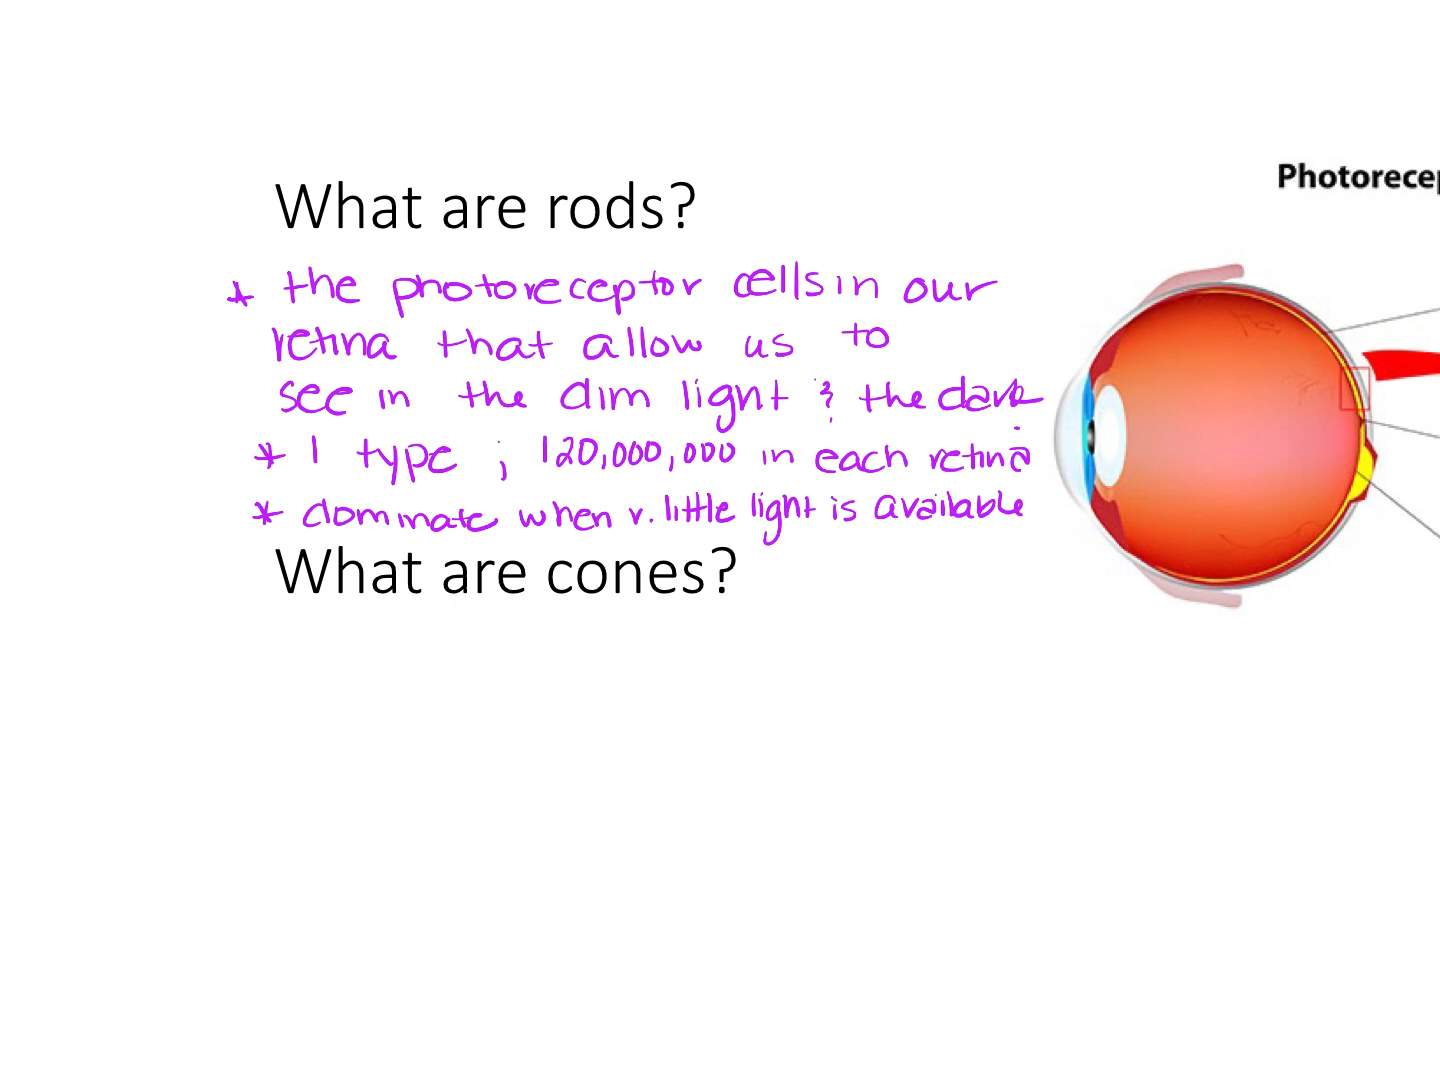 Photorecep
What are rods?
* the photoreceptor cells in our
retina that allow us to
see in the dim light & the dark
* 1 type ; 120,000,000 in each retina
* dominate when v. little light is available
What are cones?